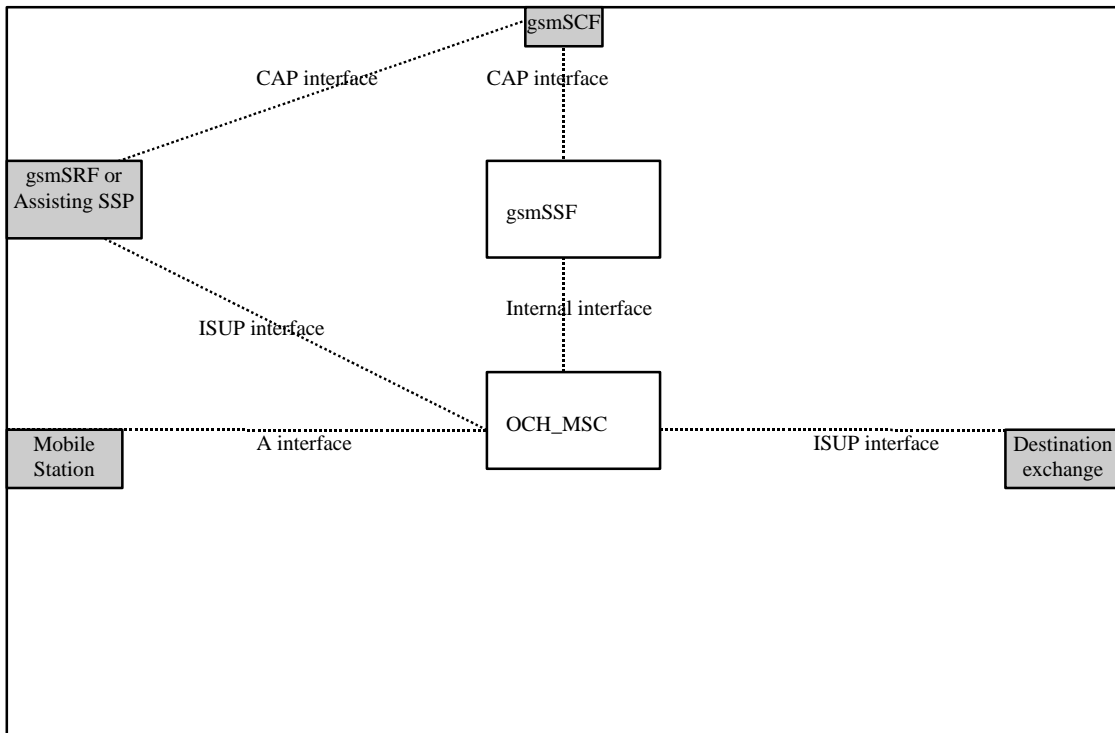 gsmSCF
CAP interface
CAP interface
gsmSRF or
Assisting SSP
gsmSSF
Internal interface
ISUP interface
OCH_MSC
Mobile
Station
A interface
ISUP interface
Destination
exchange